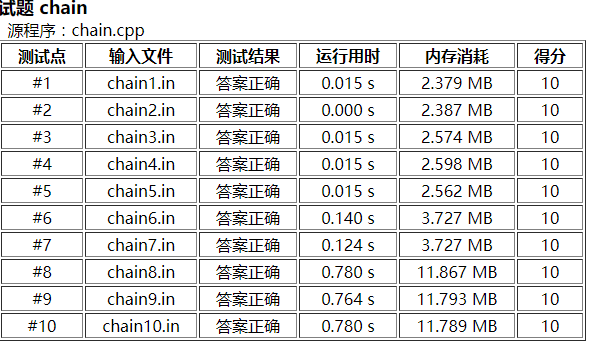 试题 chain
源程序：chain.cpp
测试点 输入文件 测试结果 运行用时 内存消耗 得分
#1 chain1.in 答案正确 0.015 s 2.379 MB 10
#2 chain2.in 答案正确 0.000 s 2.387 MB 10
#3 chain3.in 答案正确 0.015 s 2.574 MB 10
#4 chain4.in 答案正确 0.015 s 2.598 MB 10
#5 chain5.in 答案正确 0.015 s 2.562 MB 10
#6 chain6.in 答案正确 0.140 s 3.727 MB 10
#7 chain7.in 答案正确 0.124 s 3.727 MB 10
#8 chain8.in 答案正确 0.780 s 11.867 MB 10
#9 chain9.in 答案正确 0.764 s 11.793 MB 10
#10 chain10.in 答案正确 0.780 s 11.789 MB 10